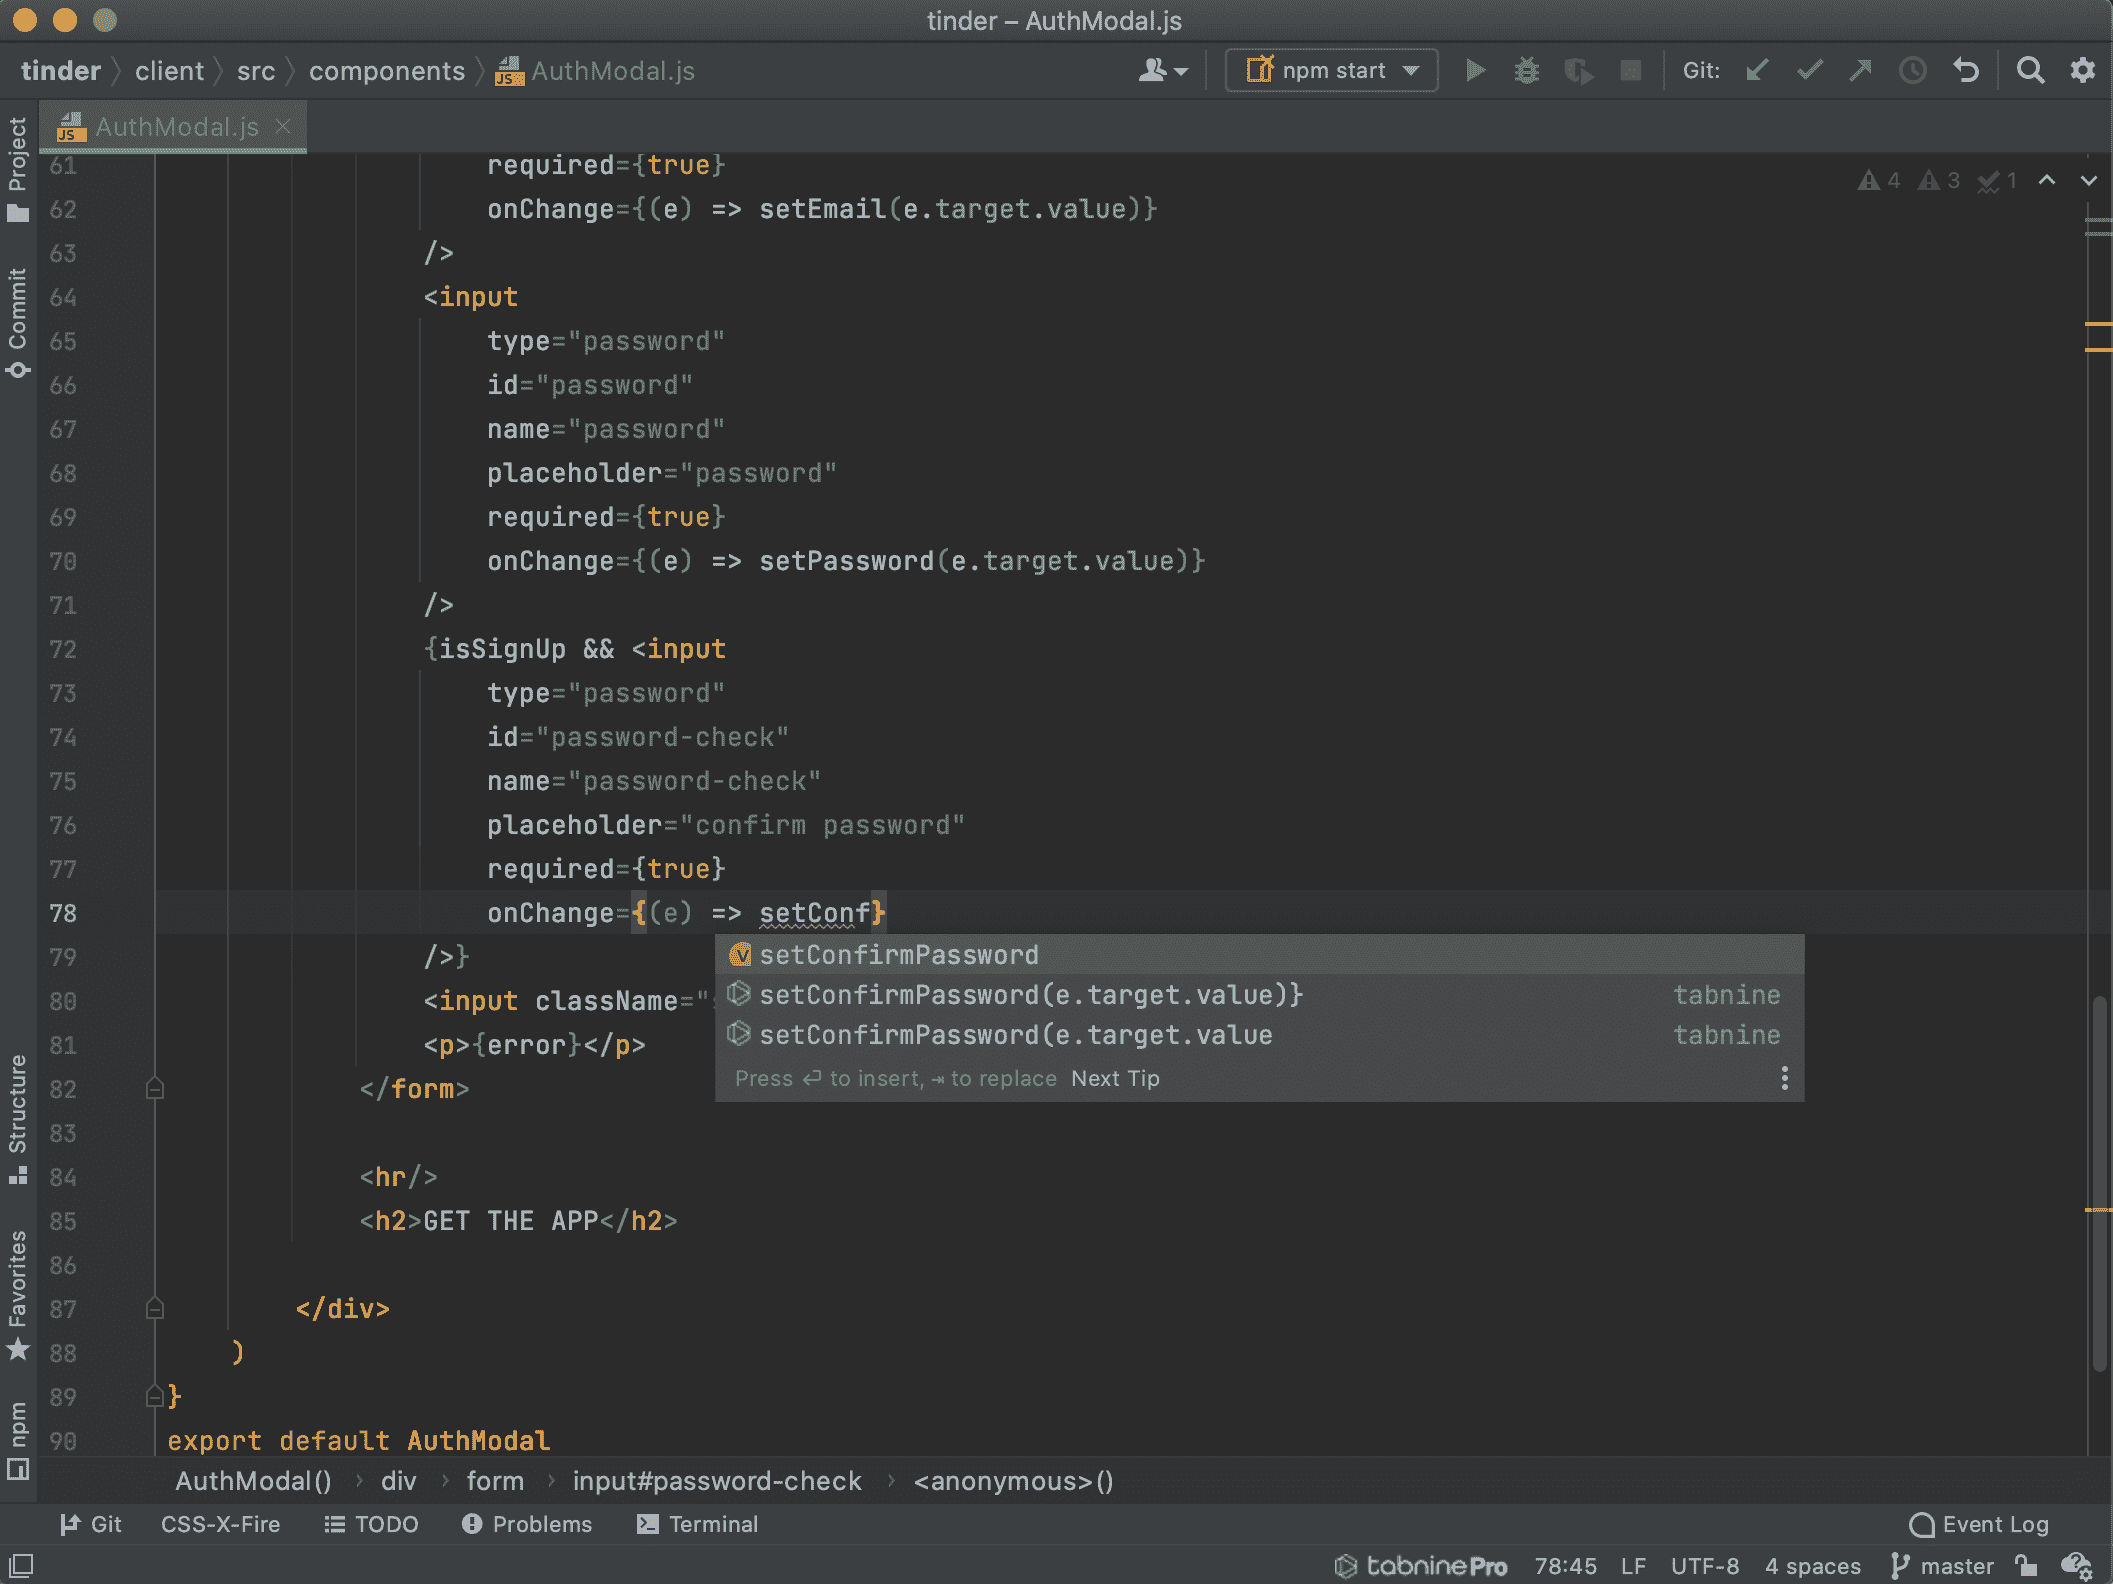 tinder – AuthModal.js
tinder client src components AuthModal.js npm start Git:
AuthModal.js
Project
Commit
Structure
Favorites
npm
4 3 1
61 required={true}
62 onChange={(e) => setEmail(e.target.value)}
63 />
64 <input
65 type="password"
66 id="password"
67 name="password"
68 placeholder="password"
69 required={true}
70 onChange={(e) => setPassword(e.target.value)}
71 />
72 {isSignUp && <input
73 type="password"
74 id="password-check"
75 name="password-check"
76 placeholder="confirm password"
77 required={true}
78 onChange={(e) => setConf}
79 />}
80 <input className="
81 <p>{error}</p>
82 </form>
83
84 <hr/>
85 <h2>GET THE APP</h2>
86
87 </div>
88 )
89 }
90 export default AuthModal
setConfirmPassword
setConfirmPassword(e.target.value)} tabnine
setConfirmPassword(e.target.value tabnine
Press ↩ to insert, ⇥ to replace Next Tip
AuthModal() › div › form › input#password-check › <anonymous>()
Git CSS-X-Fire TODO Problems Terminal Event Log
tabnine Pro 78:45 LF UTF-8 4 spaces master